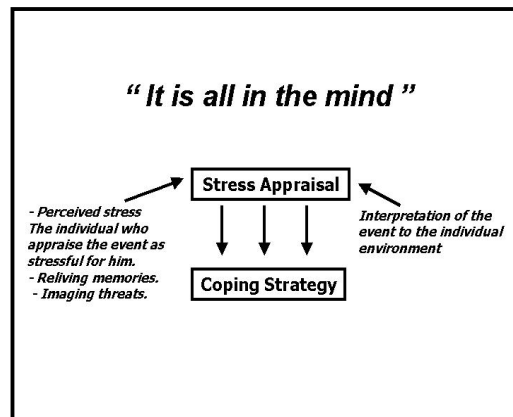 “ It is all in the mind ”
Stress Appraisal
- Perceived stress
The individual who
appraise the event as
stressful for him.
- Reliving memories.
- Imaging threats.
Interpretation of the
event to the individual
environment
Coping Strategy